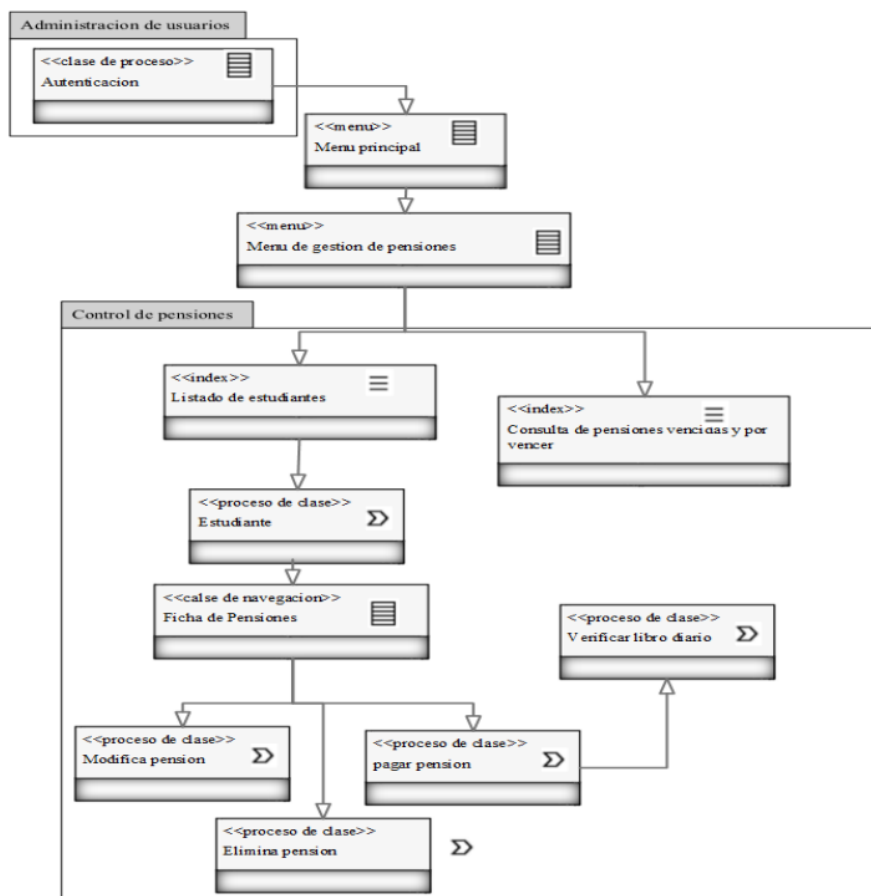 Administracion de usuarios
<<clase de proceso>>
Autenticacion
<<menu>>
Menu principal
<<menu>>
Menu de gestion de pensiones
Control de pensiones
<<index>>
Listado de estudiantes
<<index>>
Consulta de pensiones vencidas y por
vencer
<<proceso de clase>>
Estudiante
<<calse de navegacion>>
Ficha de Pensiones
<<proceso de clase>>
Verificar libro diario
<<proceso de clase>>
Modifica pension
<<proceso de clase>>
pagar pension
<<proceso de clase>>
Elimina pension